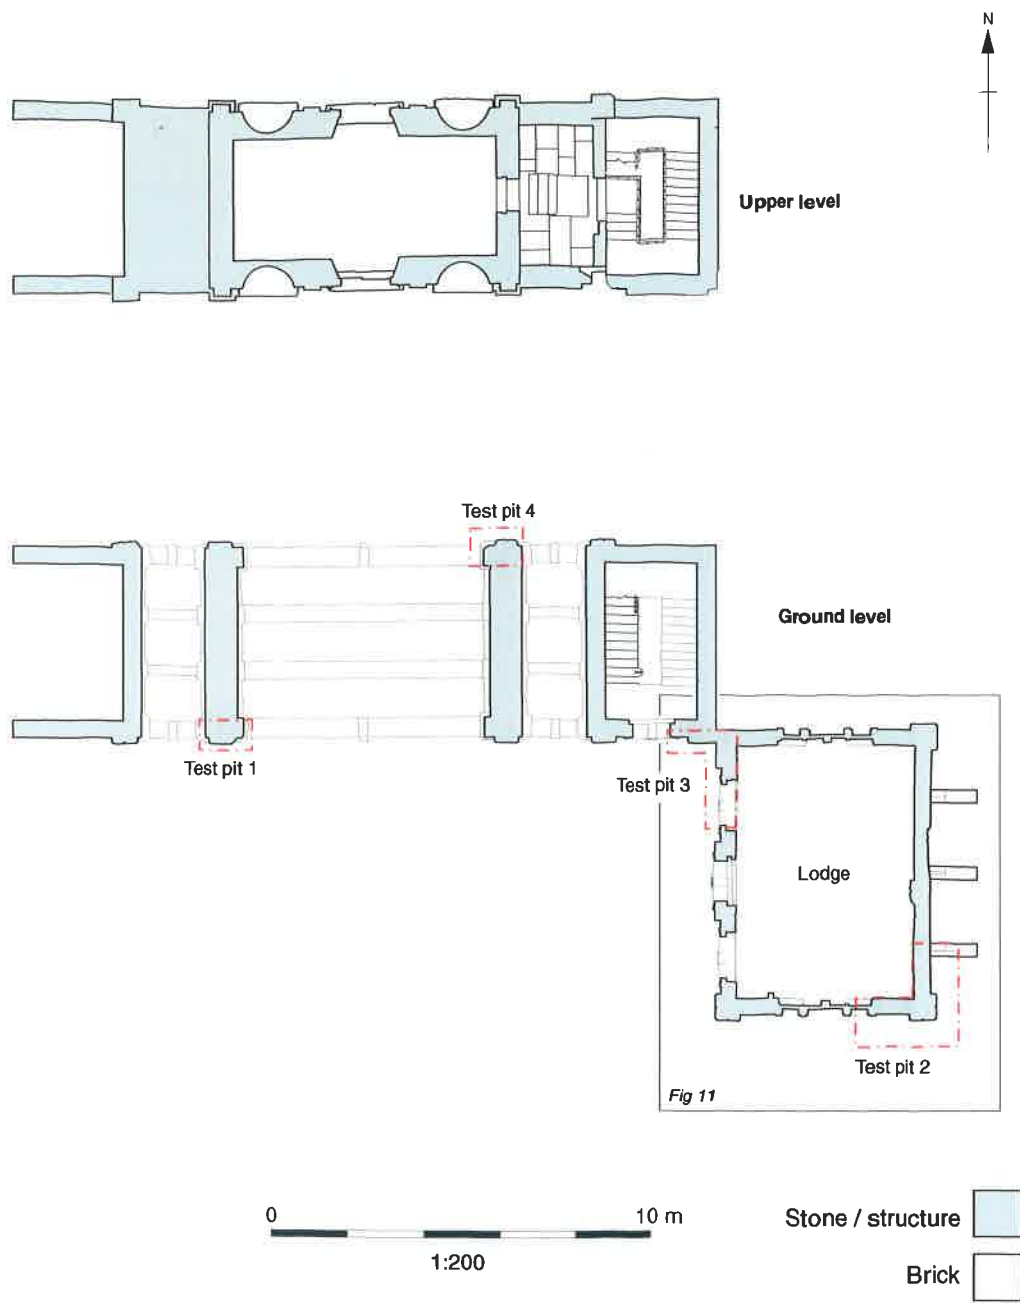 N
Upper level
Test pit 4
Ground level
Test pit 1
Test pit 3
Lodge
Test pit 2
Fig 11
0 10 m
1:200
Stone / structure
Brick